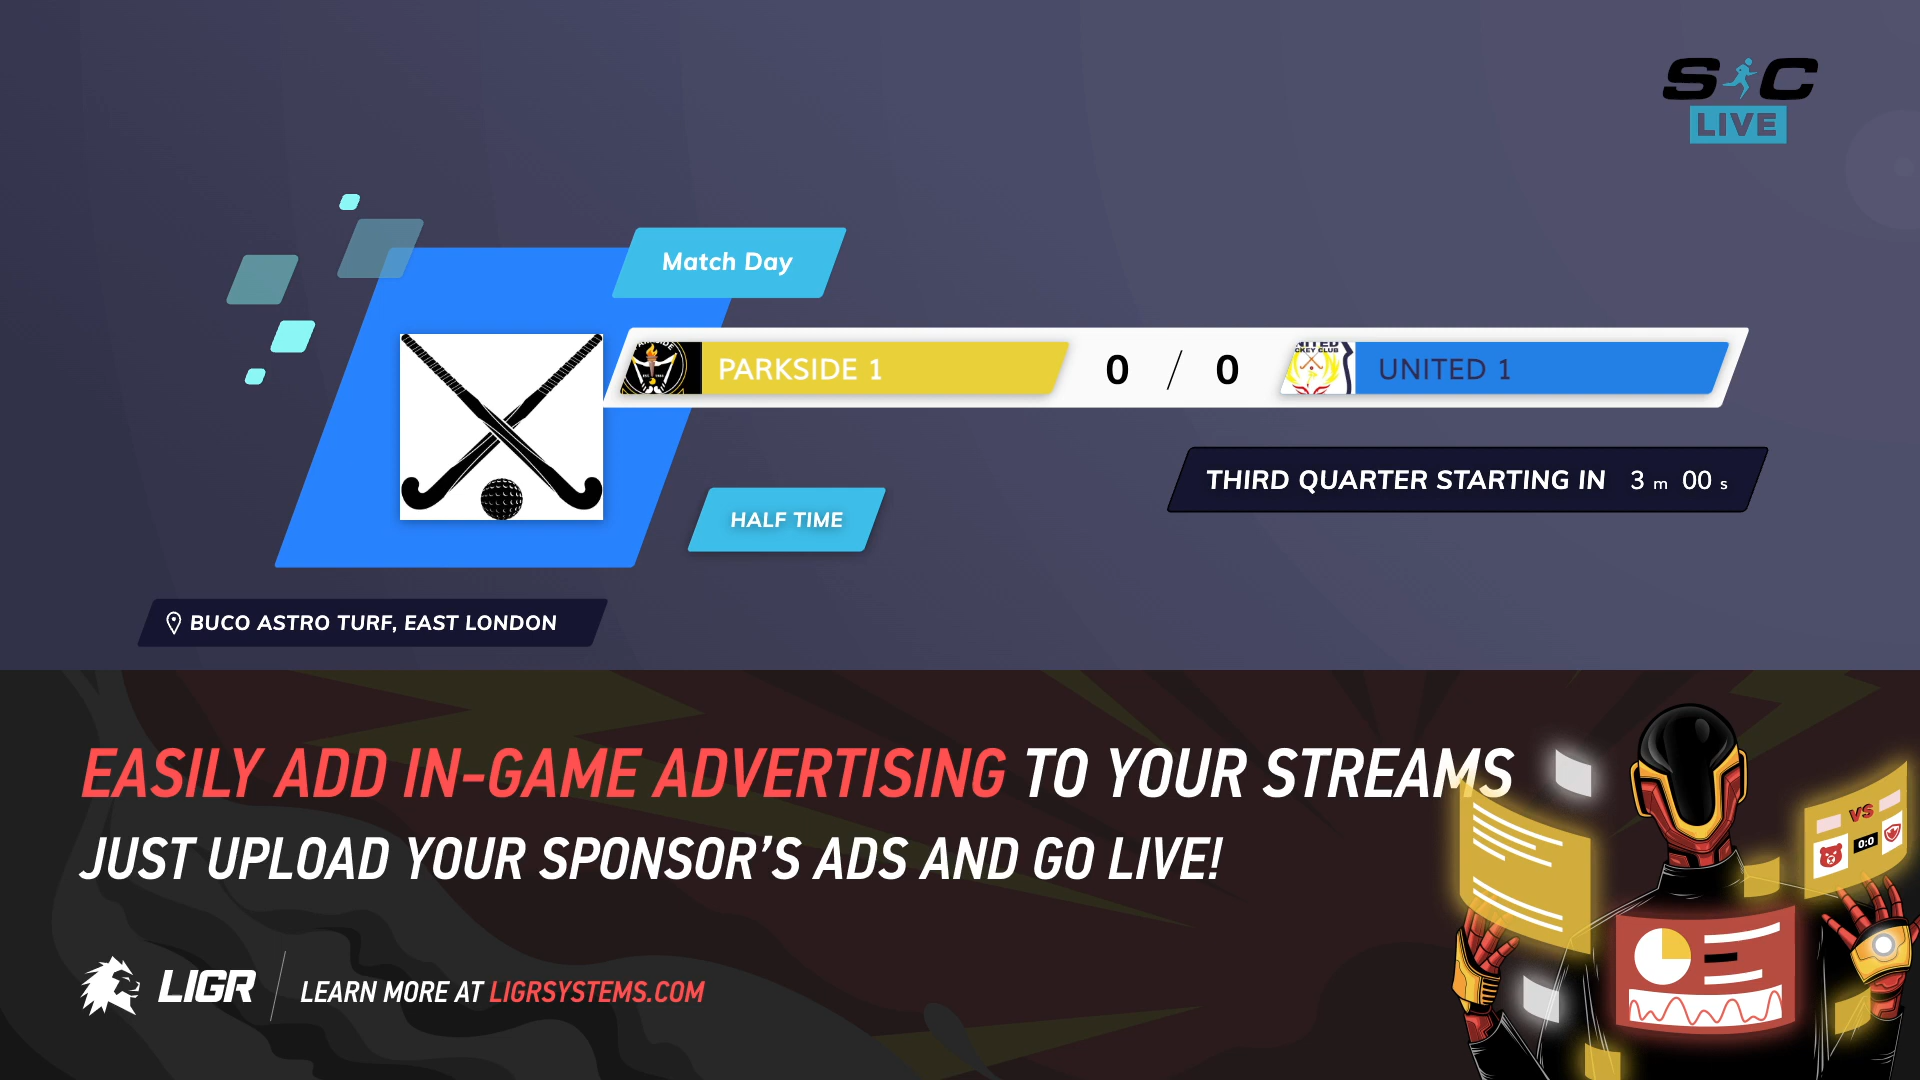 S C
LIVE
Match Day
PARKSIDE 1
0 / 0
UNITED 1
THIRD QUARTER STARTING IN 3 m 00 s
HALF TIME
BUCO ASTRO TURF, EAST LONDON
EASILY ADD IN-GAME ADVERTISING TO YOUR STREAMS
JUST UPLOAD YOUR SPONSOR'S ADS AND GO LIVE!
LIGR
LEARN MORE AT LIGRSYSTEMS.COM
VS
0:0